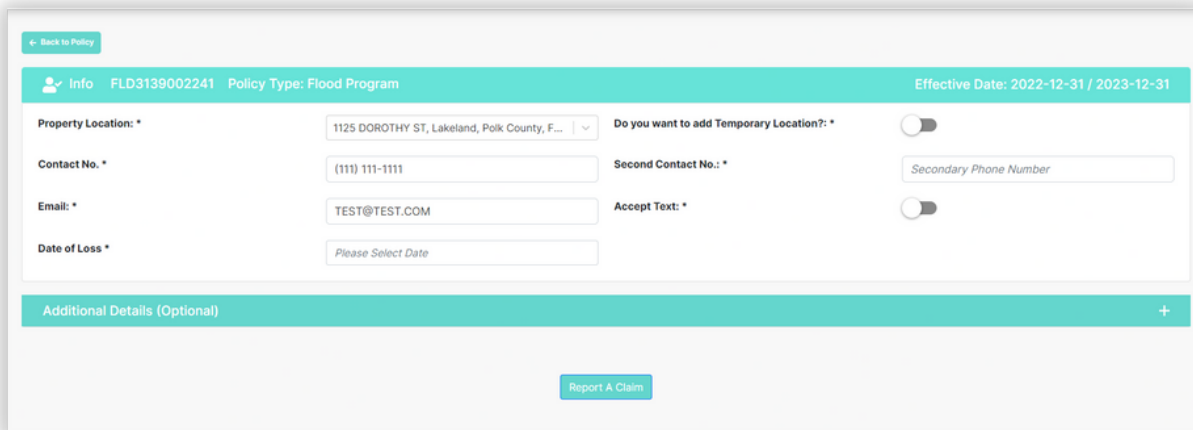 ← Back to Policy
Info FLD3139002241 Policy Type: Flood Program Effective Date: 2022-12-31 / 2023-12-31
Property Location: * 1125 DOROTHY ST, Lakeland, Polk County, F... Do you want to add Temporary Location?: *
Contact No. * (111) 111-1111 Second Contact No.: * Secondary Phone Number
Email: * TEST@TEST.COM Accept Text: *
Date of Loss * Please Select Date
Additional Details (Optional) +
Report A Claim